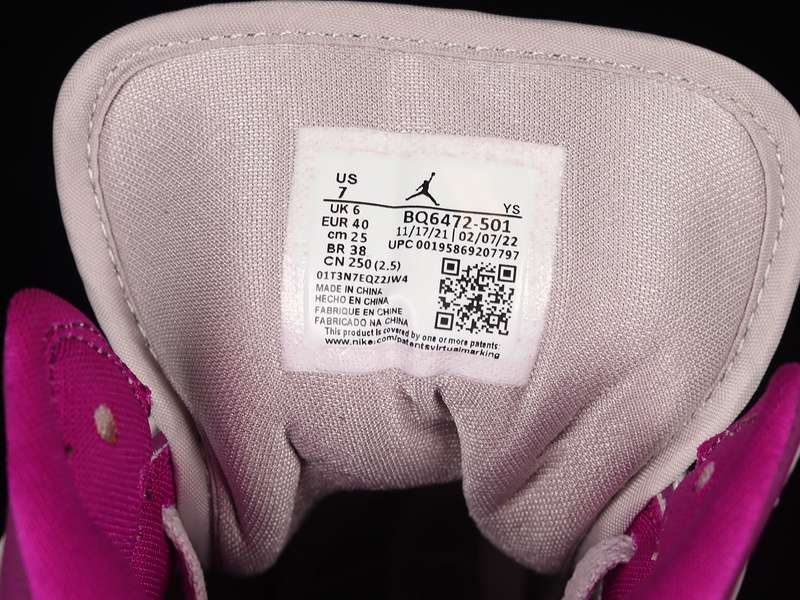 US
7
YS
UK 6
BQ6472-501
EUR 40
11/17/21 | 02/07/22
cm 25
UPC 00195869207797
BR 38
CN 250 (2.5)
01T3N7EQZ2JW4
MADE IN CHINA
HECHO EN CHINA
FABRIQUE EN CHINE
FABRICADO NA CHINA
This product is covered by one or more patents:
www.nike.com/patentsvirtualmarking